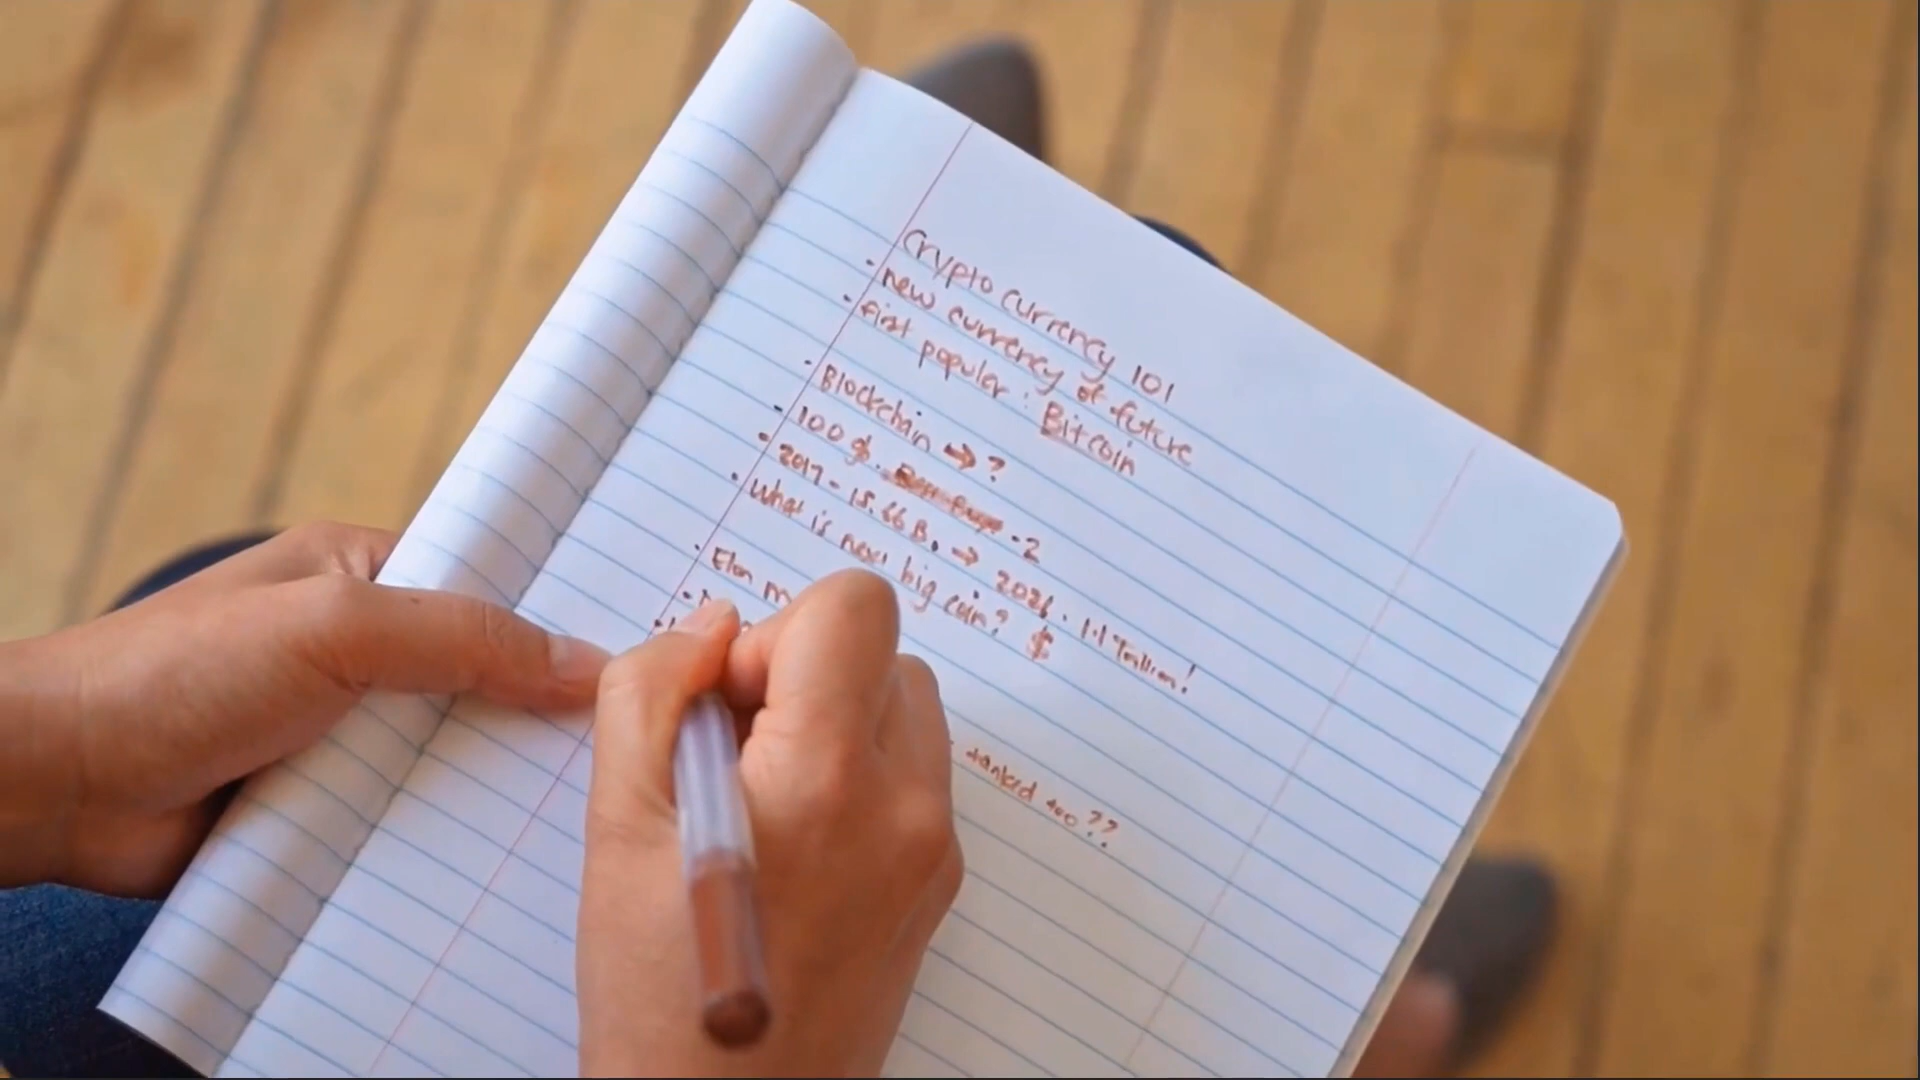 Crypto currency 101
· new currency of future
· first popular : Bitcoin
· Blockchain → ?
· 100 $. - 2
· 2017 - 15.66 B. → 2026 . 1.1 Trillion!
· What is next big coin? $
· Elon m
tanked too ??